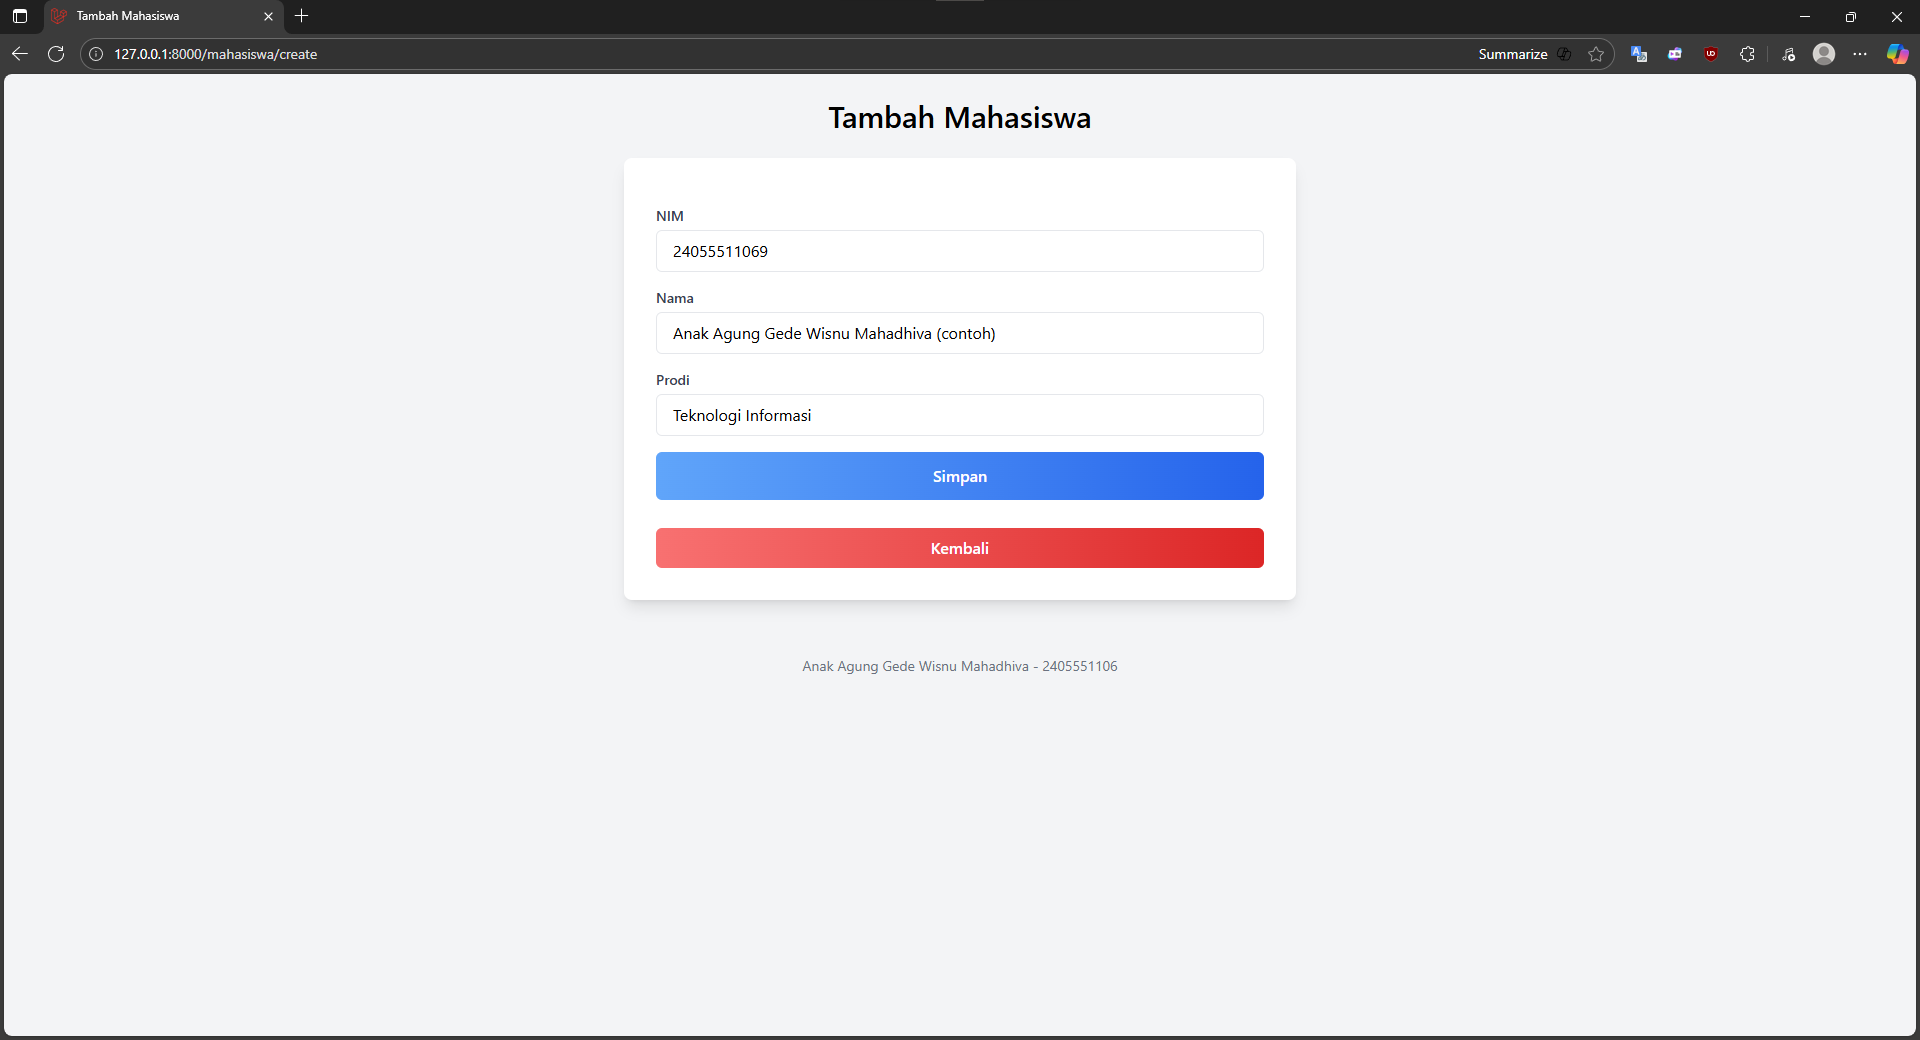 Tambah Mahasiswa
127.0.0.1:8000/mahasiswa/create
Summarize
Tambah Mahasiswa
NIM
24055511069
Nama
Anak Agung Gede Wisnu Mahadhiva (contoh)
Prodi
Teknologi Informasi
Simpan
Kembali
Anak Agung Gede Wisnu Mahadhiva - 2405551106